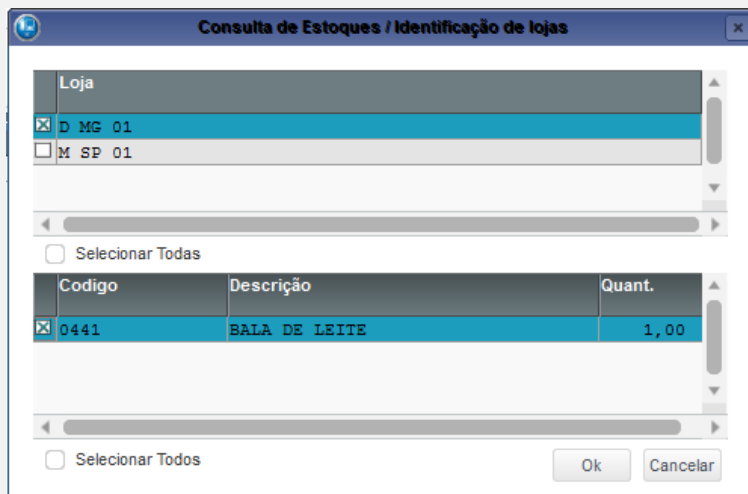 Consulta de Estoques / Identificação de lojas
Loja
D MG 01
M SP 01
Selecionar Todas
Codigo Descrição Quant.
0441 BALA DE LEITE 1,00
Selecionar Todos
Ok Cancelar